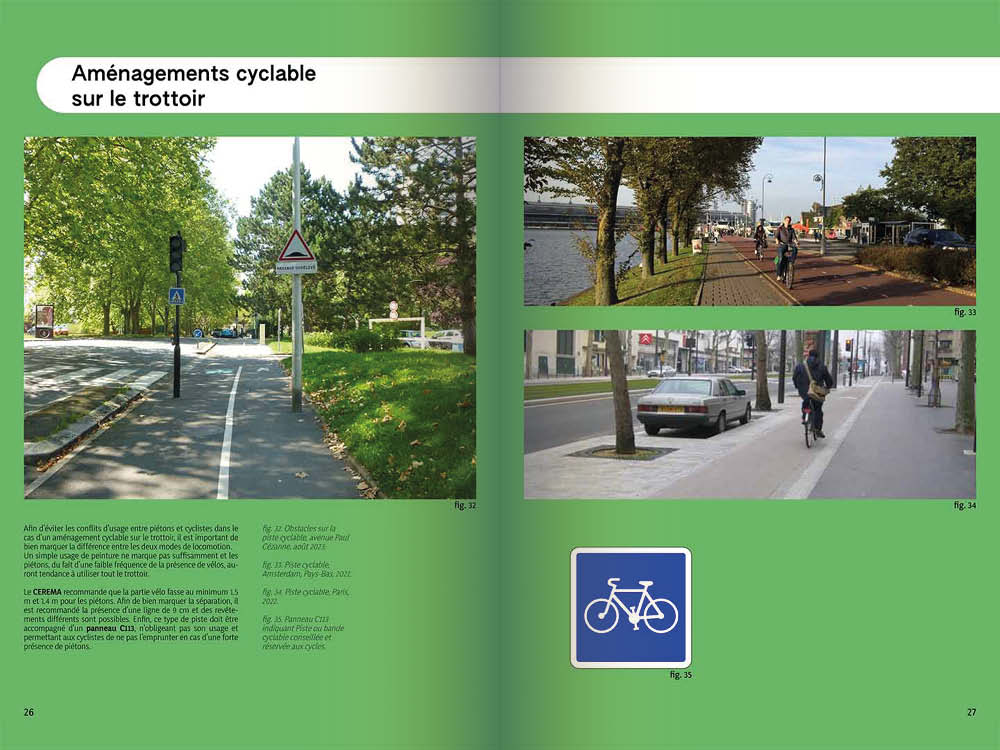 Aménagements cyclable
sur le trottoir
PASSAGE SURÉLEVÉ
fig. 32
Afin d'éviter les conflits d'usage entre piétons et cyclistes dans le
cas d'un aménagement cyclable sur le trottoir, il est important de
bien marquer la différence entre les deux modes de locomotion.
Un simple usage de peinture ne marque pas suffisamment et les
piétons, du fait d'une faible fréquence de la présence de vélos, au-
ront tendance à utiliser tout le trottoir.
Le CEREMA recommande que la partie vélo fasse au minimum 1,5
m et 1,4 m pour les piétons. Afin de bien marquer la séparation, il
est recommandé la présence d'une ligne de 9 cm et des revête-
ments différents sont possibles. Enfin, ce type de piste doit être
accompagné d'un panneau C113, n'obligeant pas son usage et
permettant aux cyclistes de ne pas l'emprunter en cas d'une forte
présence de piétons.
fig. 32. Obstacles sur la
piste cyclable, avenue Paul
Cézanne, août 2023.
fig. 33. Piste cyclable,
Amsterdam, Pays-Bas, 2022.
fig. 34. Piste cyclable, Paris,
2022.
fig. 35. Panneau C113
indiquant Piste ou bande
cyclable conseillée et
réservée aux cycles.
26
fig. 33
fig. 34
fig. 35
27